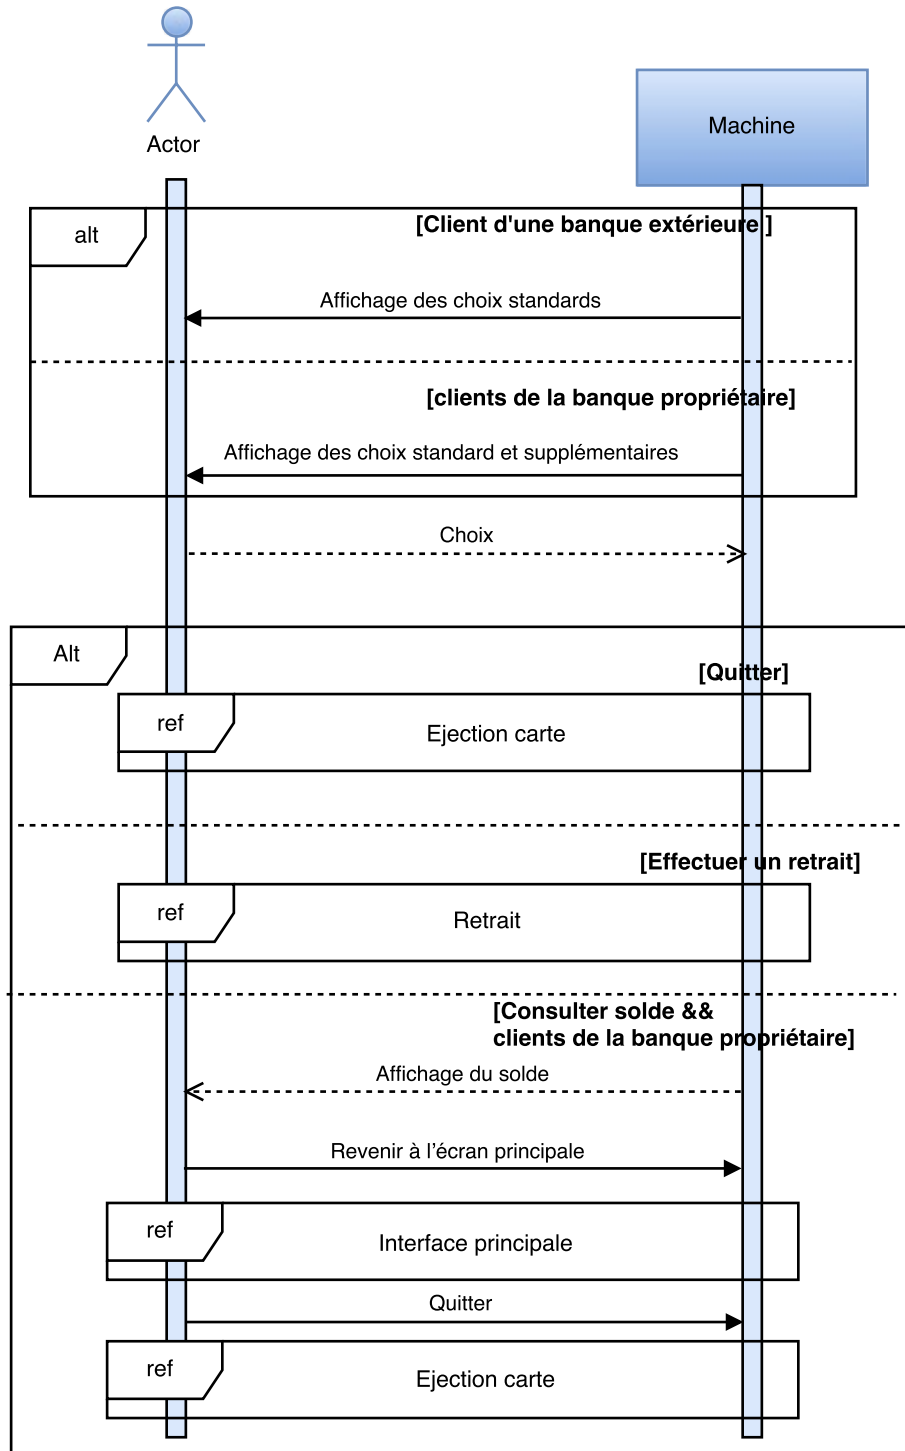 Actor
Machine
alt
[Client d'une banque extérieure ]
Affichage des choix standards
[clients de la banque propriétaire]
Affichage des choix standard et supplémentaires
Choix
Alt
[Quitter]
ref
Ejection carte
[Effectuer un retrait]
ref
Retrait
[Consulter solde &&
clients de la banque propriétaire]
Affichage du solde
Revenir à l'écran principale
ref
Interface principale
Quitter
ref
Ejection carte